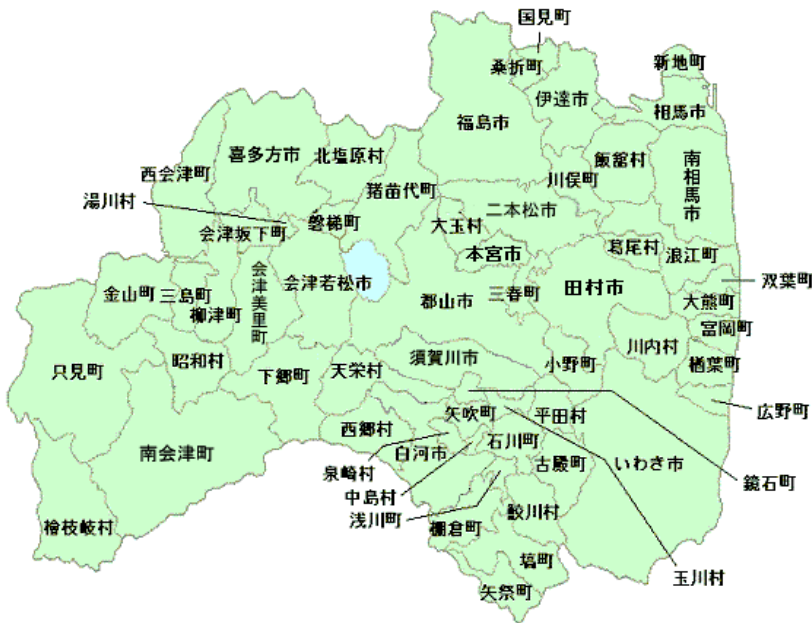 国見町
桑折町
新地町
伊達市
相馬市
福島市
喜多方市
北塩原村
飯舘村
南相馬市
西会津町
川俣町
猪苗代町
湯川村
二本松市
磐梯町
大玉村
会津坂下町
本宮市
葛尾村
浪江町
会津美里町
会津若松市
双葉町
田村市
金山町
三島町
三春町
郡山市
大熊町
柳津町
富岡町
川内村
須賀川市
昭和村
小野町
楢葉町
只見町
下郷町
天栄村
広野町
矢吹町
平田村
西郷村
石川町
南会津町
白河市
泉崎村
古殿町
いわき市
鏡石町
中島村
浅川町
鮫川村
檜枝岐村
棚倉町
塙町
玉川村
矢祭町